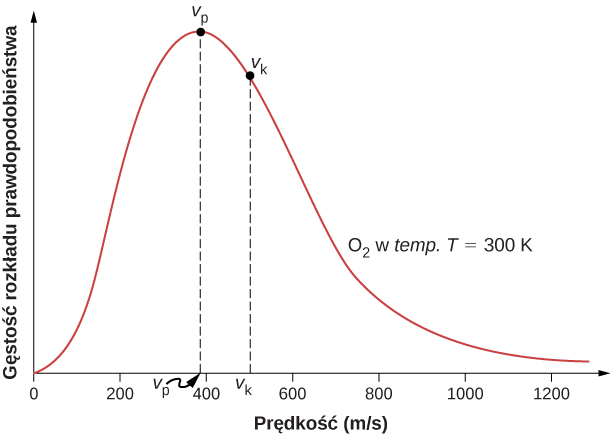 Gęstość rozkładu prawdopodobieństwa
vp
vk
O2 w temp. T = 300 K
0
200
vp
400
vk
600
800
1000
1200
Prędkość (m/s)